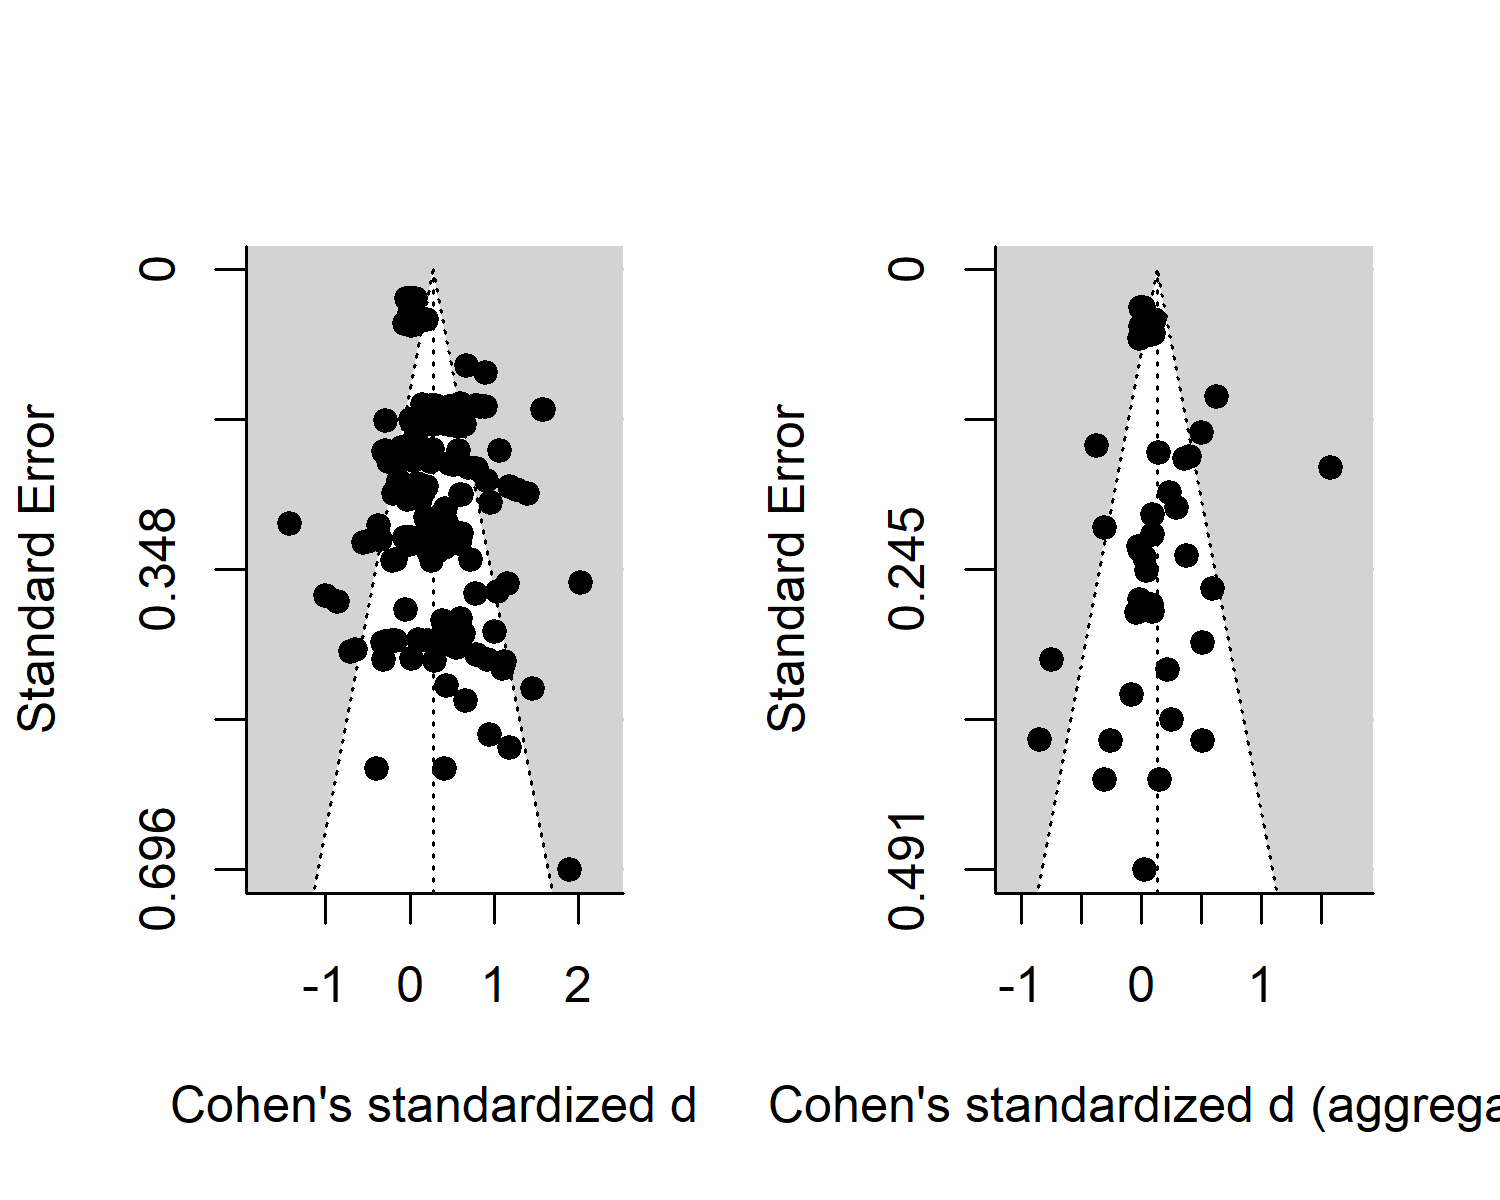 Standard Error
0
0.348
0.696
-1 0 1 2
Cohen's standardized d
Standard Error
0
0.245
0.491
-1 0 1
Cohen's standardized d (aggrega